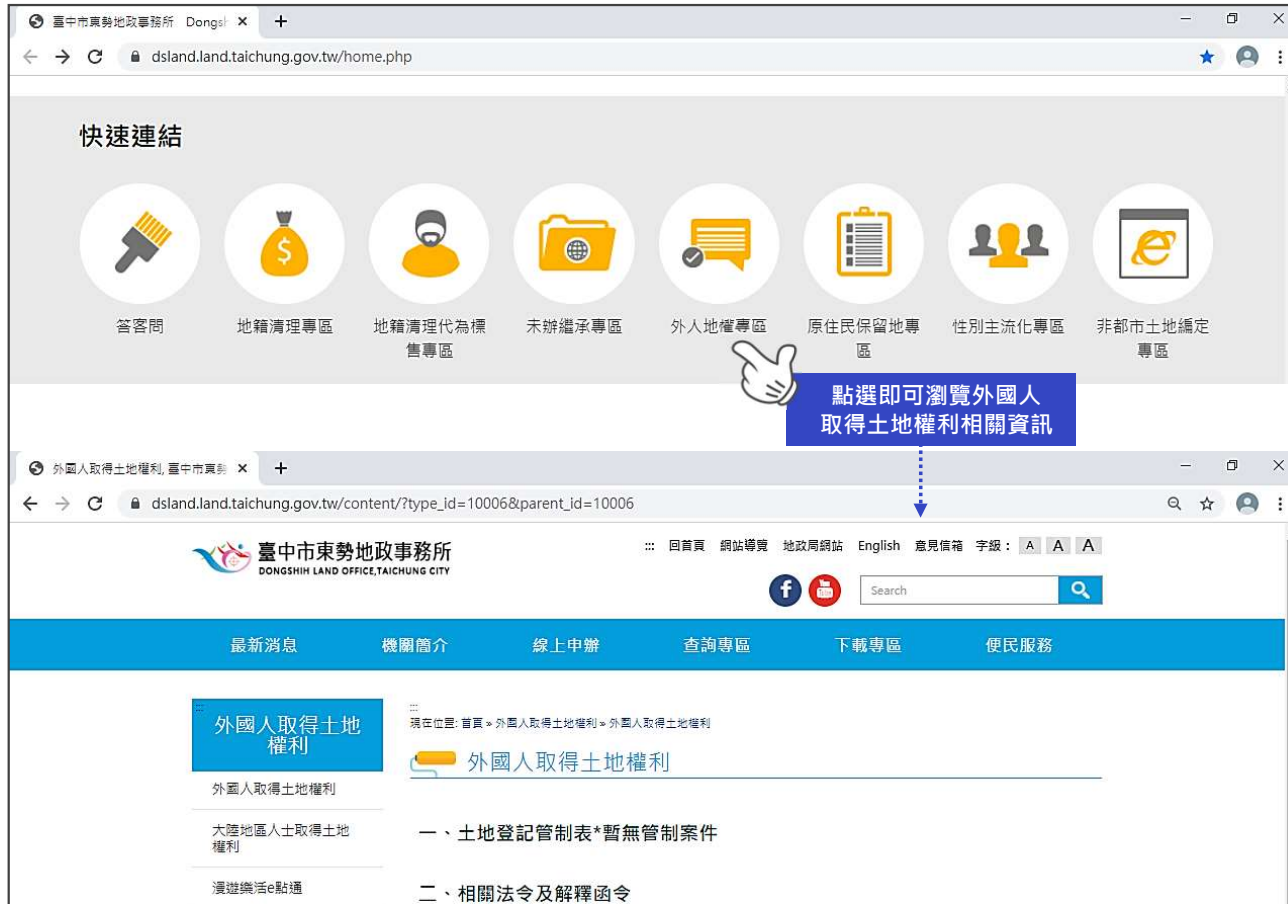 臺中市東勢地政事務所 Dongsh
dsland.land.taichung.gov.tw/home.php
快速連結
答客問
地籍清理專區
地籍清理代為標
售專區
未辦繼承專區
外人地權專區
原住民保留地專
區
性別主流化專區
非都市土地編定
專區
點選即可瀏覽外國人
取得土地權利相關資訊
外國人取得土地權利, 臺中市東勢
dsland.land.taichung.gov.tw/content/?type_id=10006&parent_id=10006
臺中市東勢地政事務所
DONGSHIH LAND OFFICE,TAICHUNG CITY
::: 回首頁 網站導覽 地政局網站 English 意見信箱 字級： A A A
f You Tube Search
最新消息 機關簡介 線上申辦 查詢專區 下載專區 便民服務
:::
外國人取得土地
權利
外國人取得土地權利
大陸地區人士取得土地
權利
漫遊樂活e點通
:::
現在位置: 首頁 » 外國人取得土地權利 » 外國人取得土地權利
外國人取得土地權利
一、土地登記管制表*暫無管制案件
二、相關法令及解釋函令